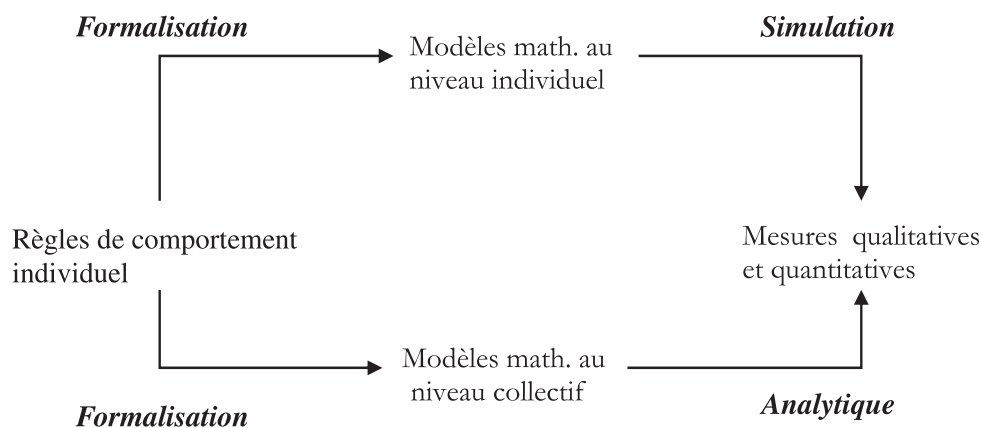 Formalisation
Simulation
Modèles math. au
niveau individuel
Règles de comportement
individuel
Mesures qualitatives
et quantitatives
Modèles math. au
niveau collectif
Formalisation
Analytique